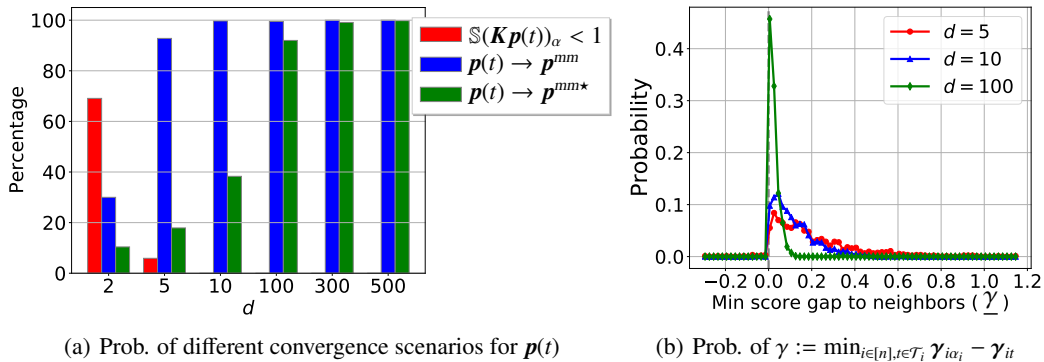 100
80
60
40
20
0
Percentage
2 5 10 100 300 500
d
𝕊(Kp(t))α < 1
p(t) → p^mm
p(t) → p^mm⋆
(a) Prob. of different convergence scenarios for p(t)
0.4
0.3
0.2
0.1
0.0
Probability
d = 5
d = 10
d = 100
−0.2 0.0 0.2 0.4 0.6 0.8 1.0 1.2
Min score gap to neighbors ( γ )
(b) Prob. of γ := min_{i∈[n],t∈𝒯_i} γ_{iα_i} − γ_{it}